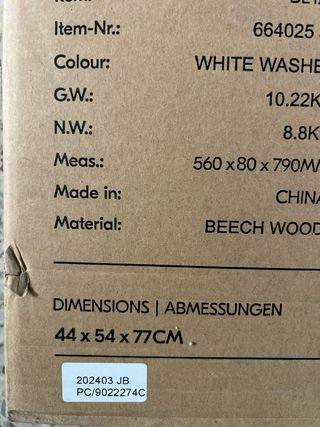 Item-Nr.: 664025
Colour: WHITE WASHE
G.W.: 10.22K
N.W.: 8.8K
Meas.: 560 x 80 x 790MM
Made in: CHINA
Material: BEECH WOOD
DIMENSIONS | ABMESSUNGEN
44 x 54 x 77CM
202403 JB
PC/9022274C